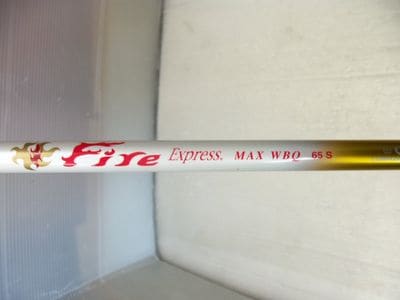 Fire Express. MAX WBQ 65 S